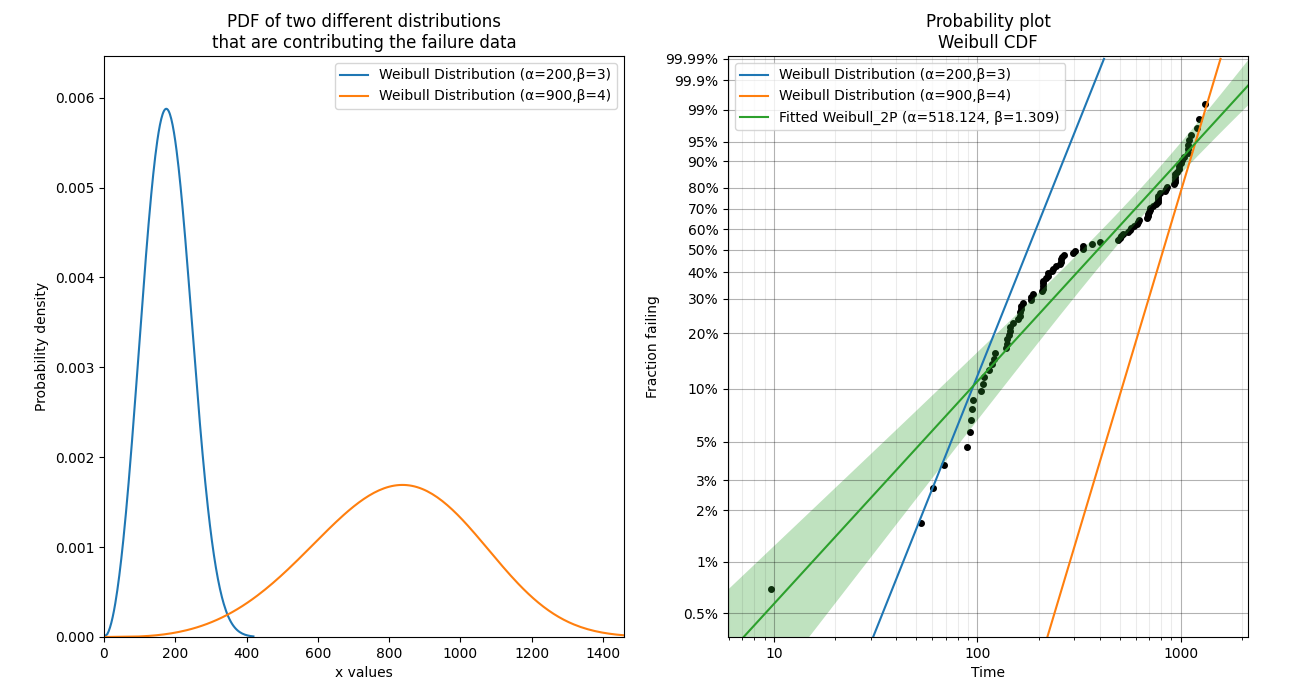 PDF of two different distributions
that are contributing the failure data
Weibull Distribution (α=200,β=3)
Weibull Distribution (α=900,β=4)
Probability density
0.006
0.005
0.004
0.003
0.002
0.001
0.000
0 200 400 600 800 1000 1200 1400
x values
Probability plot
Weibull CDF
Weibull Distribution (α=200,β=3)
Weibull Distribution (α=900,β=4)
Fitted Weibull_2P (α=518.124, β=1.309)
Fraction failing
99.99%
99.9%
99%
95%
90%
80%
70%
60%
50%
40%
30%
20%
10%
5%
3%
2%
1%
0.5%
10 100 1000
Time